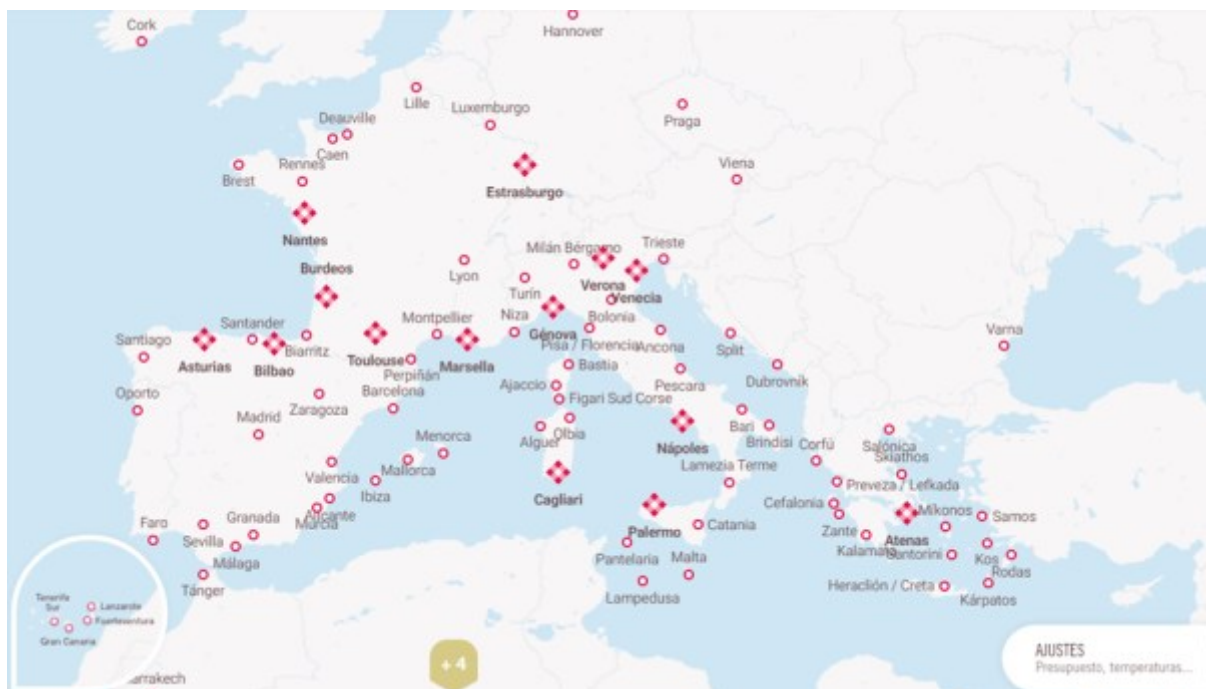 Cork
Hannover
Lille
Luxemburgo
Praga
Deauville
Caen
Viena
Rennes
Brest
Estrasburgo
Nantes
Burdeos
Lyon
Milán Bérgamo
Trieste
Turín
Verona
Venecia
Santander
Santiago
Asturias
Bilbao
Biarritz
Toulouse
Montpellier
Marsella
Niza
Génova
Bolonia
Pisa / Florencia
Ancona
Split
Varna
Perpiñán
Bastia
Dubrovník
Oporto
Barcelona
Ajaccio
Pescara
Zaragoza
Figari Sud Corse
Madrid
Menorca
Alguer
Olbia
Nápoles
Bari
Brindisi
Corfú
Salónica
Skiathos
Valencia
Mallorca
Ibiza
Lamezia Terme
Preveza / Lefkada
Cagliari
Alicante
Murcia
Cefalonia
Míkonos
Samos
Faro
Granada
Sevilla
Palermo
Catania
Zante
Atenas
Kalamata
Santorini
Málaga
Pantelaria
Malta
Kos
Rodas
Tánger
Lampedusa
Heraclión / Creta
Kárpatos
Tenerife
Sur
Lanzarote
Fuerteventura
Gran Canaria
arrakech
+ 4
AJUSTES
Presupuesto, temperaturas...